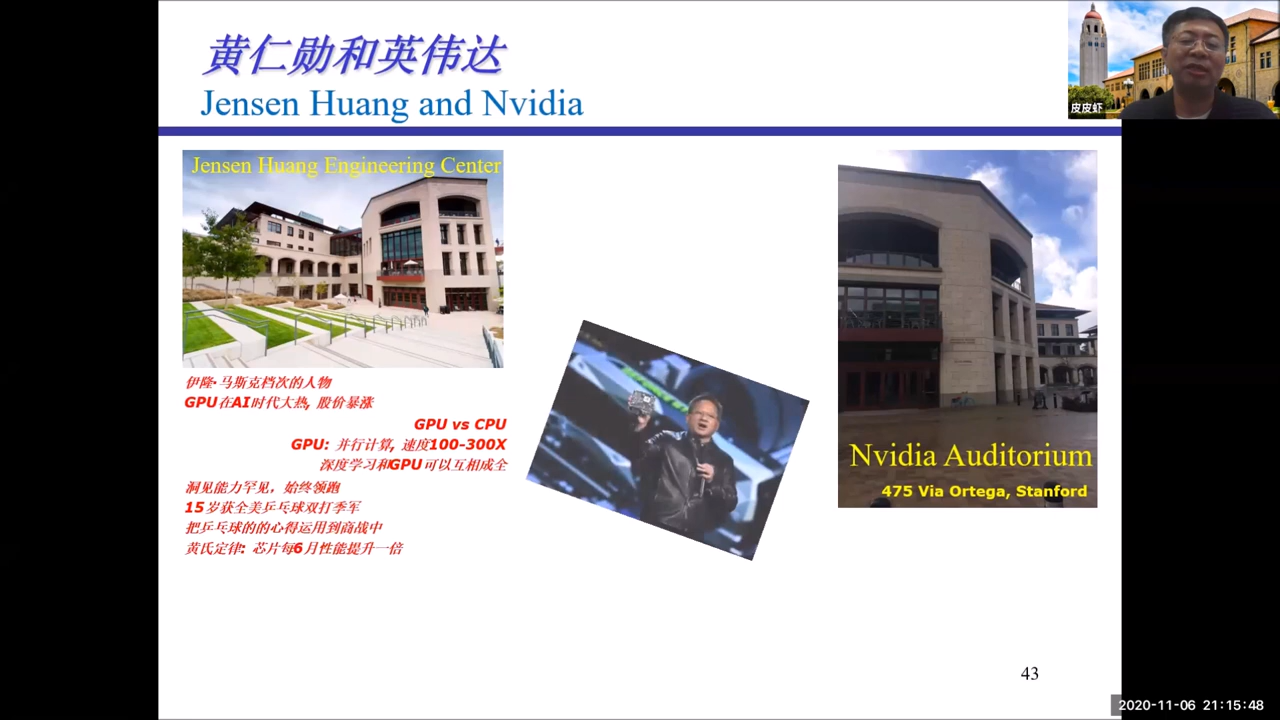 黄仁勋和英伟达
Jensen Huang and Nvidia
皮皮虾
Jensen Huang Engineering Center
伊隆·马斯克档次的人物
GPU在AI时代大热, 股价暴涨
GPU vs CPU
GPU: 并行计算, 速度100-300X
深度学习和GPU可以互相成全
洞见能力罕见，始终领跑
15岁获全美乒乓球双打季军
把乒乓球的的心得运用到商战中
黄氏定律: 芯片每6月性能提升一倍
Nvidia Auditorium
475 Via Ortega, Stanford
43
2020-11-06 21:15:48